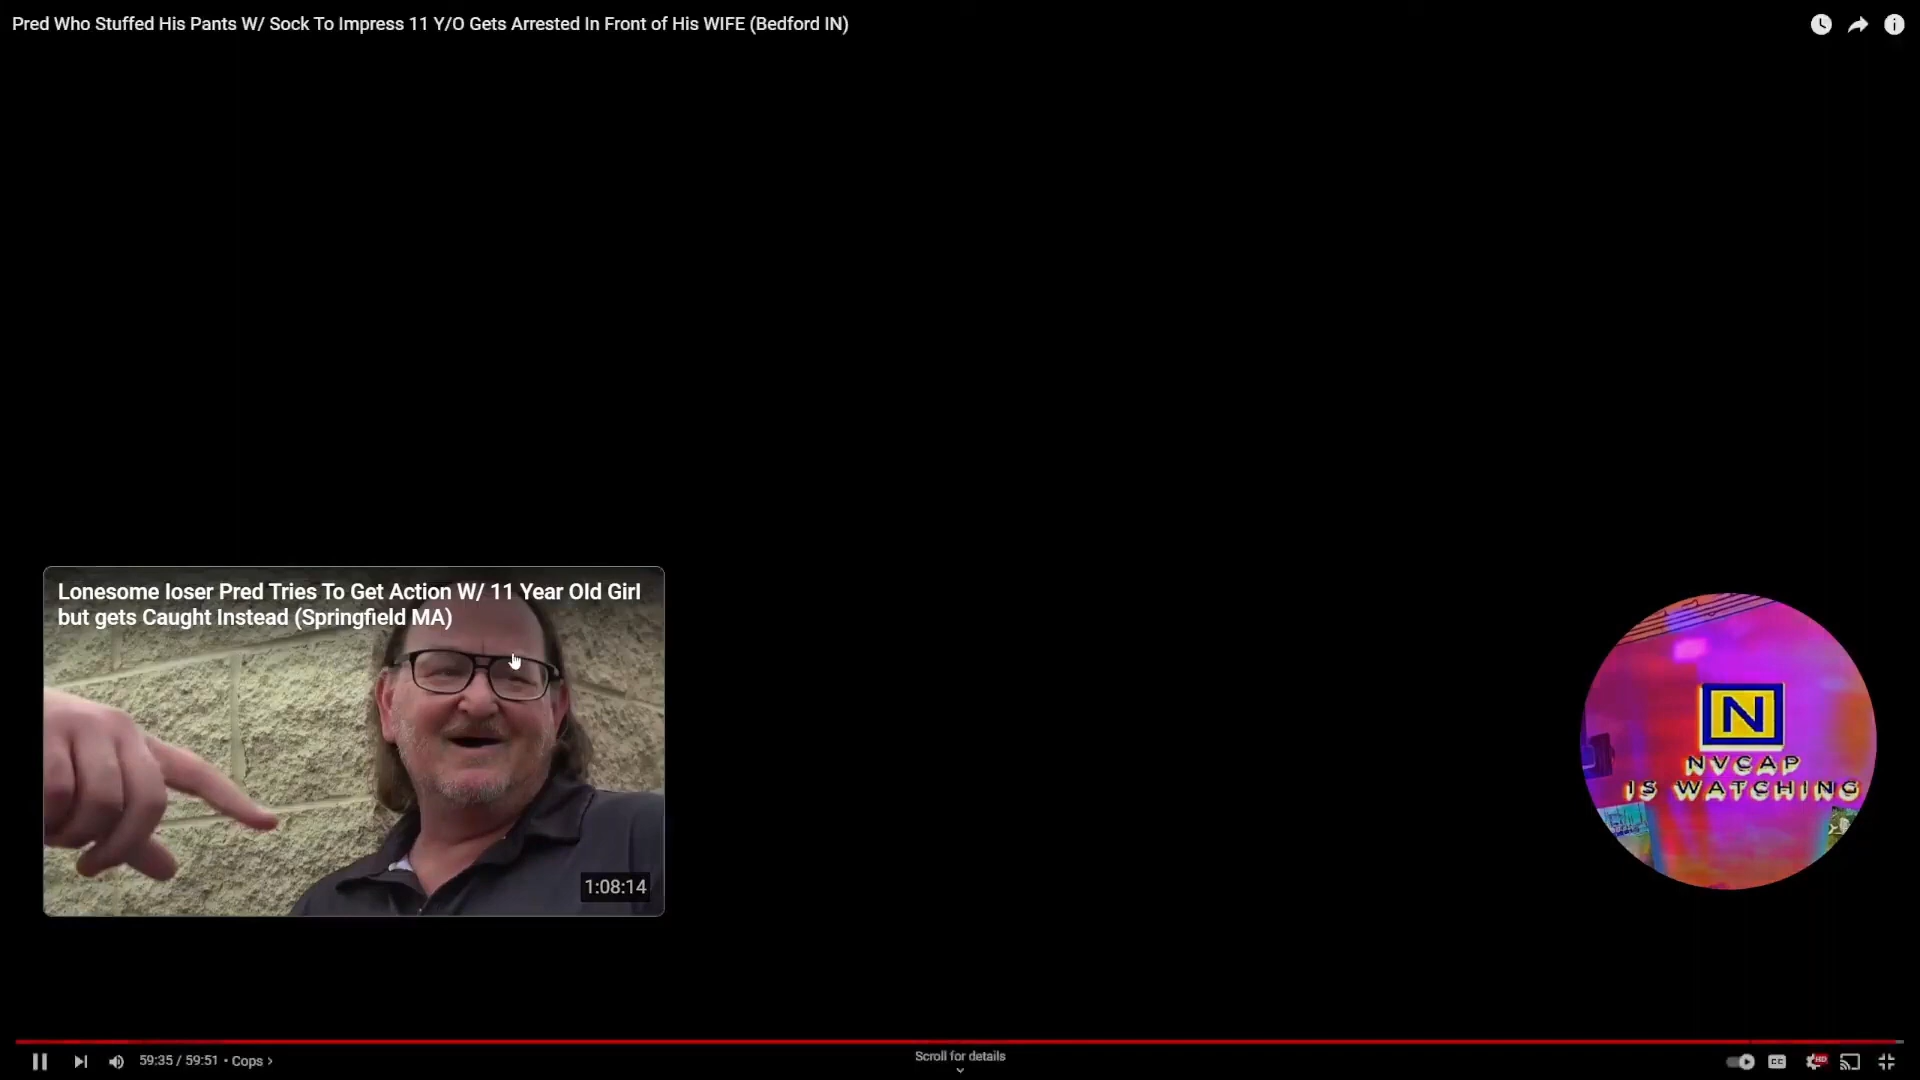 Pred Who Stuffed His Pants W/ Sock To Impress 11 Y/O Gets Arrested In Front of His WIFE (Bedford IN)
Lonesome loser Pred Tries To Get Action W/ 11 Year Old Girl
but gets Caught Instead (Springfield MA)
1:08:14
N
NVCAP
IS WATCHING
59:35 / 59:51 • Cops ›
Scroll for details
CC
HD